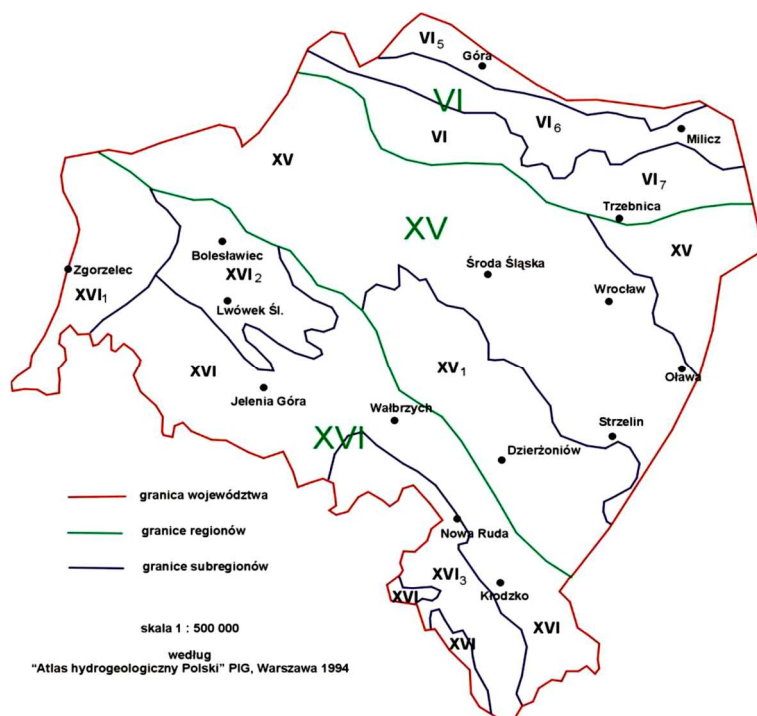 VI5
Góra
VI
VI
VI6
Milicz
XV
VI7
Trzebnica
XV
XV
Bolesławiec
Środa Śląska
Zgorzelec
XVI2
XVI1
Lwówek Śl.
Wrocław
XVI
XV1
Oława
Jelenia Góra
Wałbrzych
XVI
Strzelin
Dzierżoniów
granica województwa
granice regionów
Nowa Ruda
granice subregionów
XVI3
Kłodzko
XVI
XVI
skala 1 : 500 000
XVI
według
"Atlas hydrogeologiczny Polski" PIG, Warszawa 1994